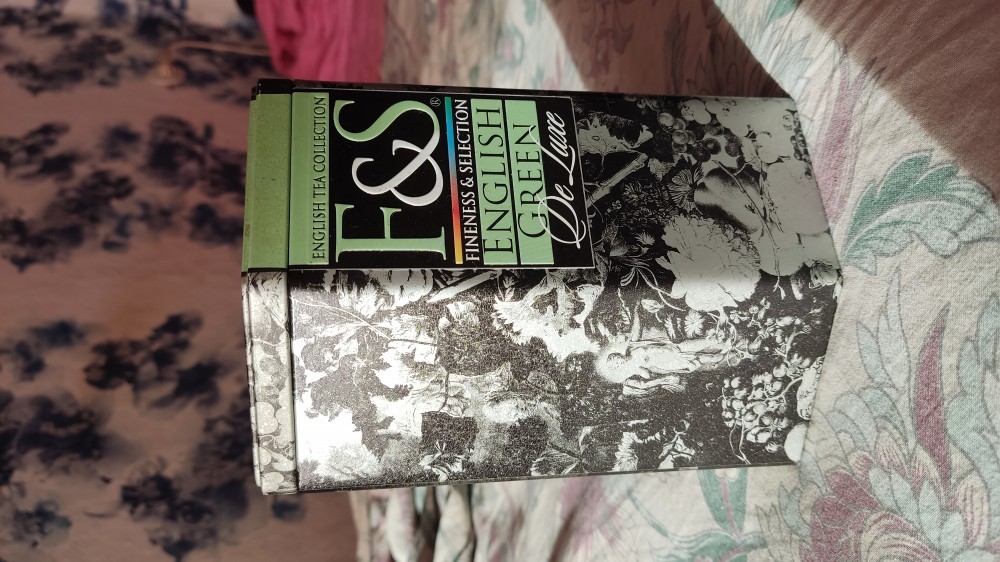 ENGLISH TEA COLLECTION
F&S®
FINENESS & SELECTION
ENGLISH
GREEN
De Luxe